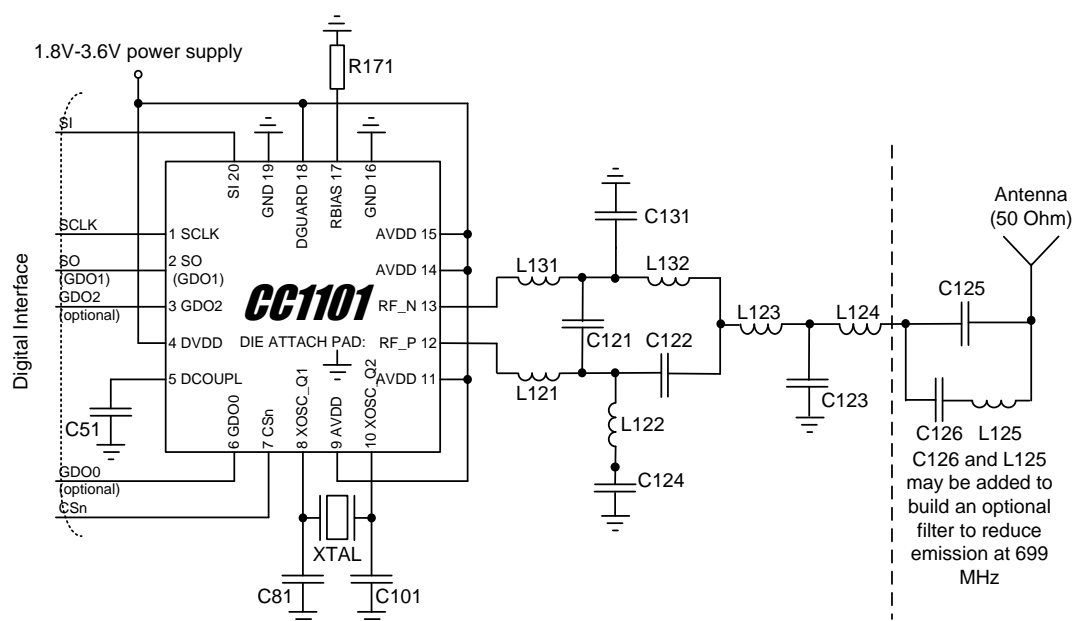 1.8V-3.6V power supply
R171
SI
SI 20
GND 19
DGUARD 18
RBIAS 17
GND 16
Antenna
(50 Ohm)
C131
SCLK
1 SCLK
AVDD 15
SO
(GDO1)
2 SO
(GDO1)
AVDD 14
L131
L132
C125
GDO2
(optional)
3 GDO2
CC1101
RF_N 13
Digital Interface
C121
L123
L124
4 DVDD
DIE ATTACH PAD:
RF_P 12
C122
5 DCOUPL
AVDD 11
L121
C123
C51
6 GDO0
7 CSn
8 XOSC_Q1
9 AVDD
10 XOSC_Q2
L122
C126
L125
GDO0
(optional)
C124
CSn
XTAL
C81
C101
C126 and L125
may be added to
build an optional
filter to reduce
emission at 699
MHz